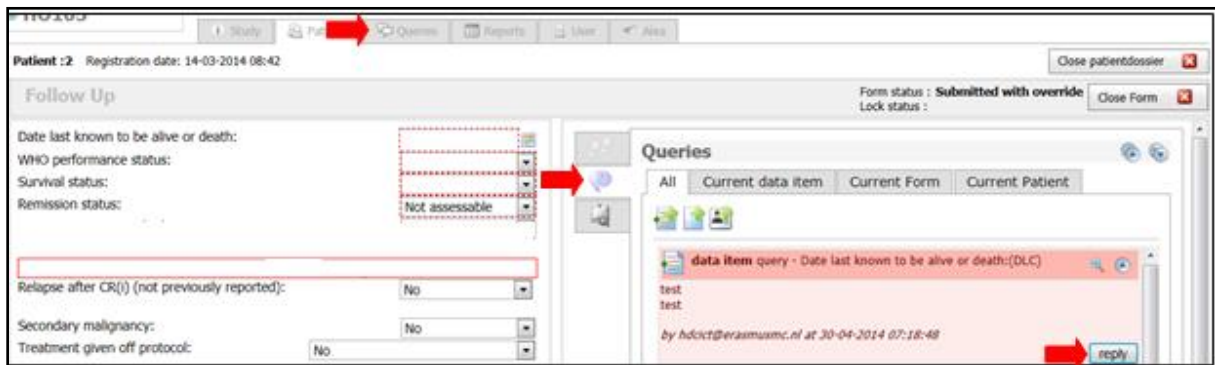 HO105
Study Pat Queries Reports User Alea
Patient :2 Registration date: 14-03-2014 08:42
Close patientdossier
Follow Up
Form status : Submitted with override
Lock status :
Close Form
Date last known to be alive or death:
WHO performance status:
Survival status:
Remission status: Not assessable
Relapse after CR(i) (not previously reported): No
Secondary malignancy: No
Treatment given off protocol: No
Queries
All Current data item Current Form Current Patient
data item query - Date last known to be alive or death:(DLC)
test
test
by hdcict@erasmusmc.nl at 30-04-2014 07:18:48
reply